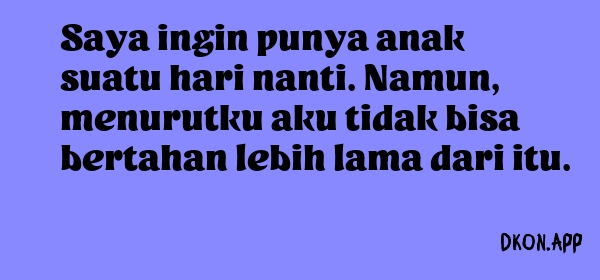 Saya ingin punya anak
suatu hari nanti. Namun,
menurutku aku tidak bisa
bertahan lebih lama dari itu.
DKON.APP